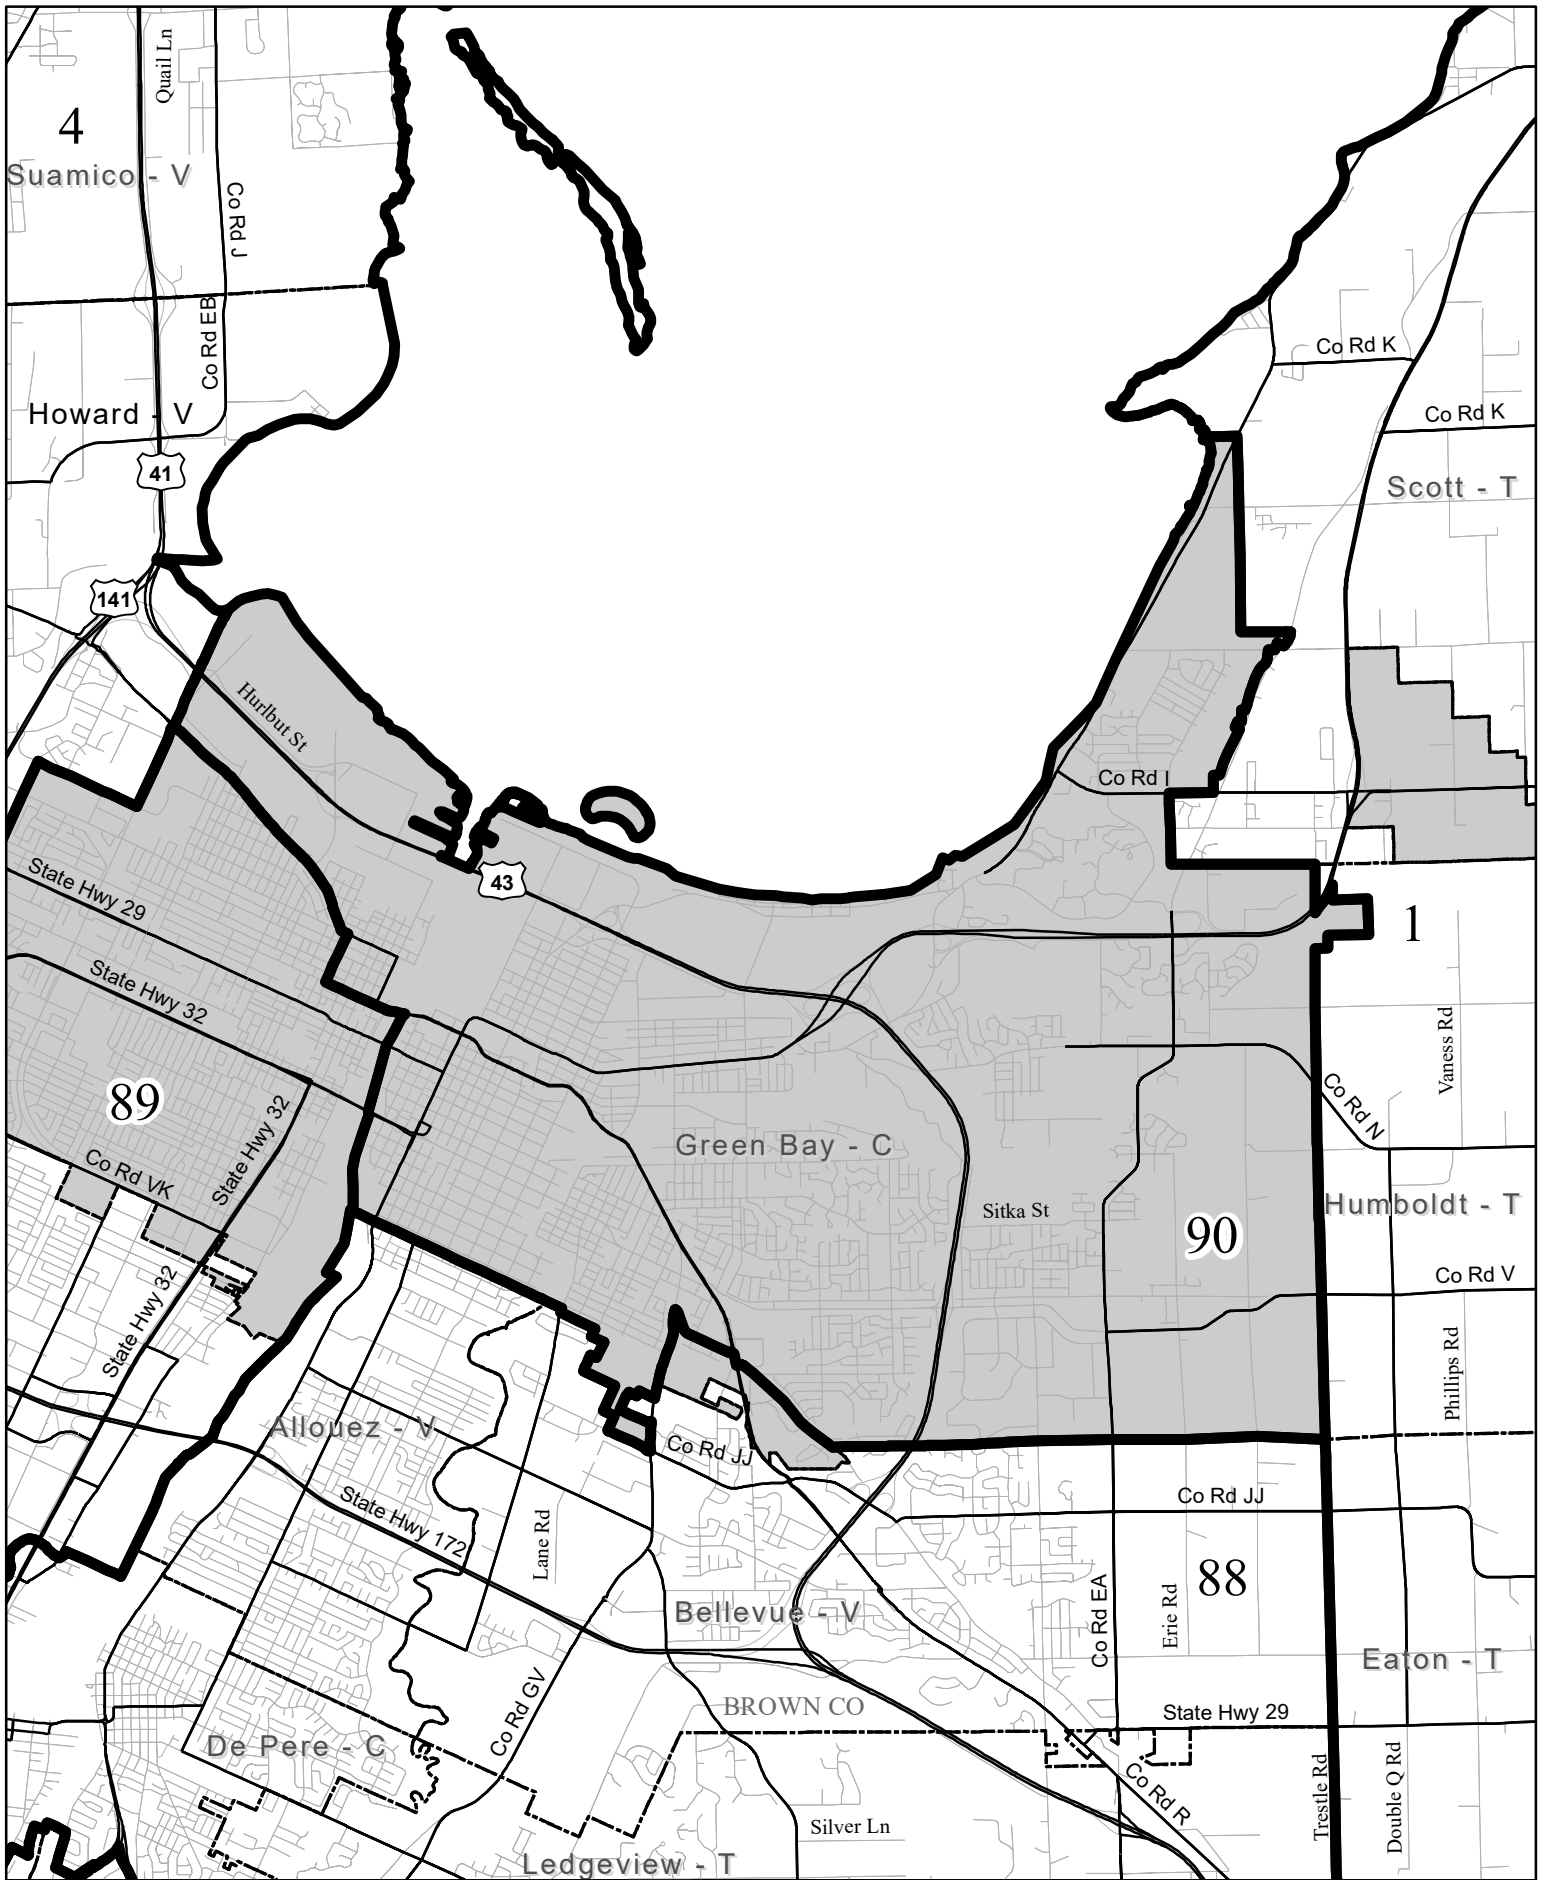 Quail Ln
4
Suamico - V
Co Rd J
Co Rd EB
Co Rd K
Howard - V
Co Rd K
41
Scott - T
141
Hurlbut St
Co Rd I
State Hwy 29
43
1
State Hwy 32
Vaness Rd
89
State Hwy 32
Co Rd N
Green Bay - C
Co Rd VK
Sitka St
90
Humboldt - T
State Hwy 32
Co Rd V
Phillips Rd
Allouez - V
Co Rd JJ
Co Rd JJ
State Hwy 172
Lane Rd
88
Bellevue - V
Co Rd EA
Erie Rd
Eaton - T
Co Rd GV
BROWN CO
State Hwy 29
De Pere - C
Co Rd R
Trestle Rd
Double Q Rd
Silver Ln
Ledgeview - T